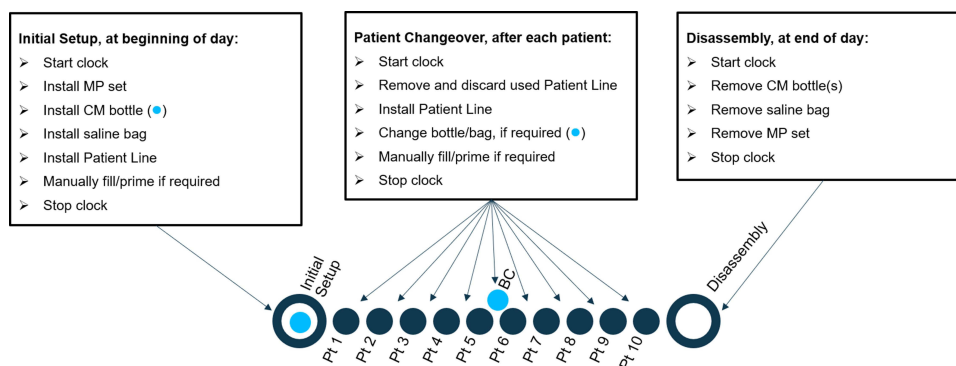 Initial Setup, at beginning of day:
➢ Start clock
➢ Install MP set
➢ Install CM bottle (●)
➢ Install saline bag
➢ Install Patient Line
➢ Manually fill/prime if required
➢ Stop clock
Patient Changeover, after each patient:
➢ Start clock
➢ Remove and discard used Patient Line
➢ Install Patient Line
➢ Change bottle/bag, if required (●)
➢ Manually fill/prime if required
➢ Stop clock
Disassembly, at end of day:
➢ Start clock
➢ Remove CM bottle(s)
➢ Remove saline bag
➢ Remove MP set
➢ Stop clock
Initial
Setup
BC
Disassembly
Pt 1
Pt 2
Pt 3
Pt 4
Pt 5
Pt 6
Pt 7
Pt 8
Pt 9
Pt 10